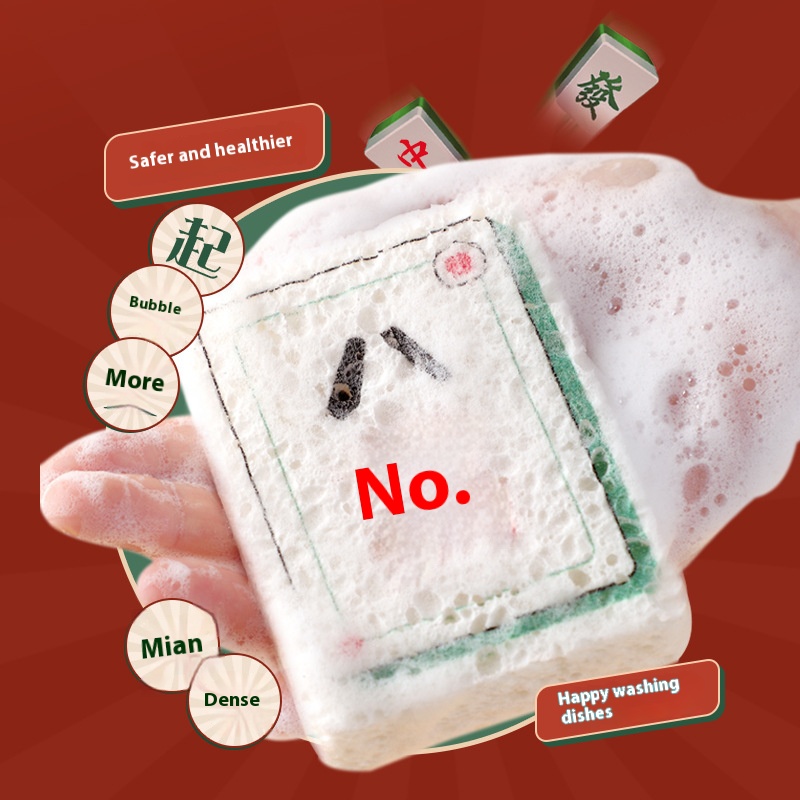 發
中
Safer and healthier
起
Bubble
More
八
No.
Mian
Dense
Happy washing
dishes